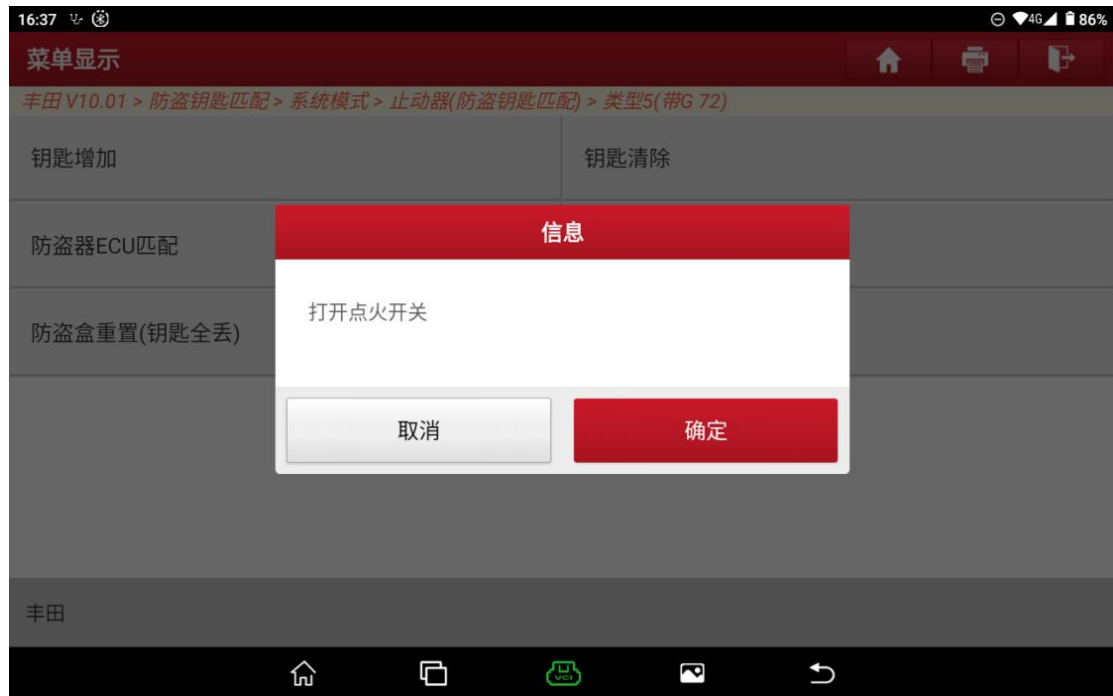 16:37 4G 86%
菜单显示
丰田 V10.01 > 防盗钥匙匹配 > 系统模式 > 止动器(防盗钥匙匹配) > 类型5(带G 72)
钥匙增加 钥匙清除
信息
防盗器ECU匹配
打开点火开关
防盗盒重置(钥匙全丢)
取消 确定
丰田
VCI